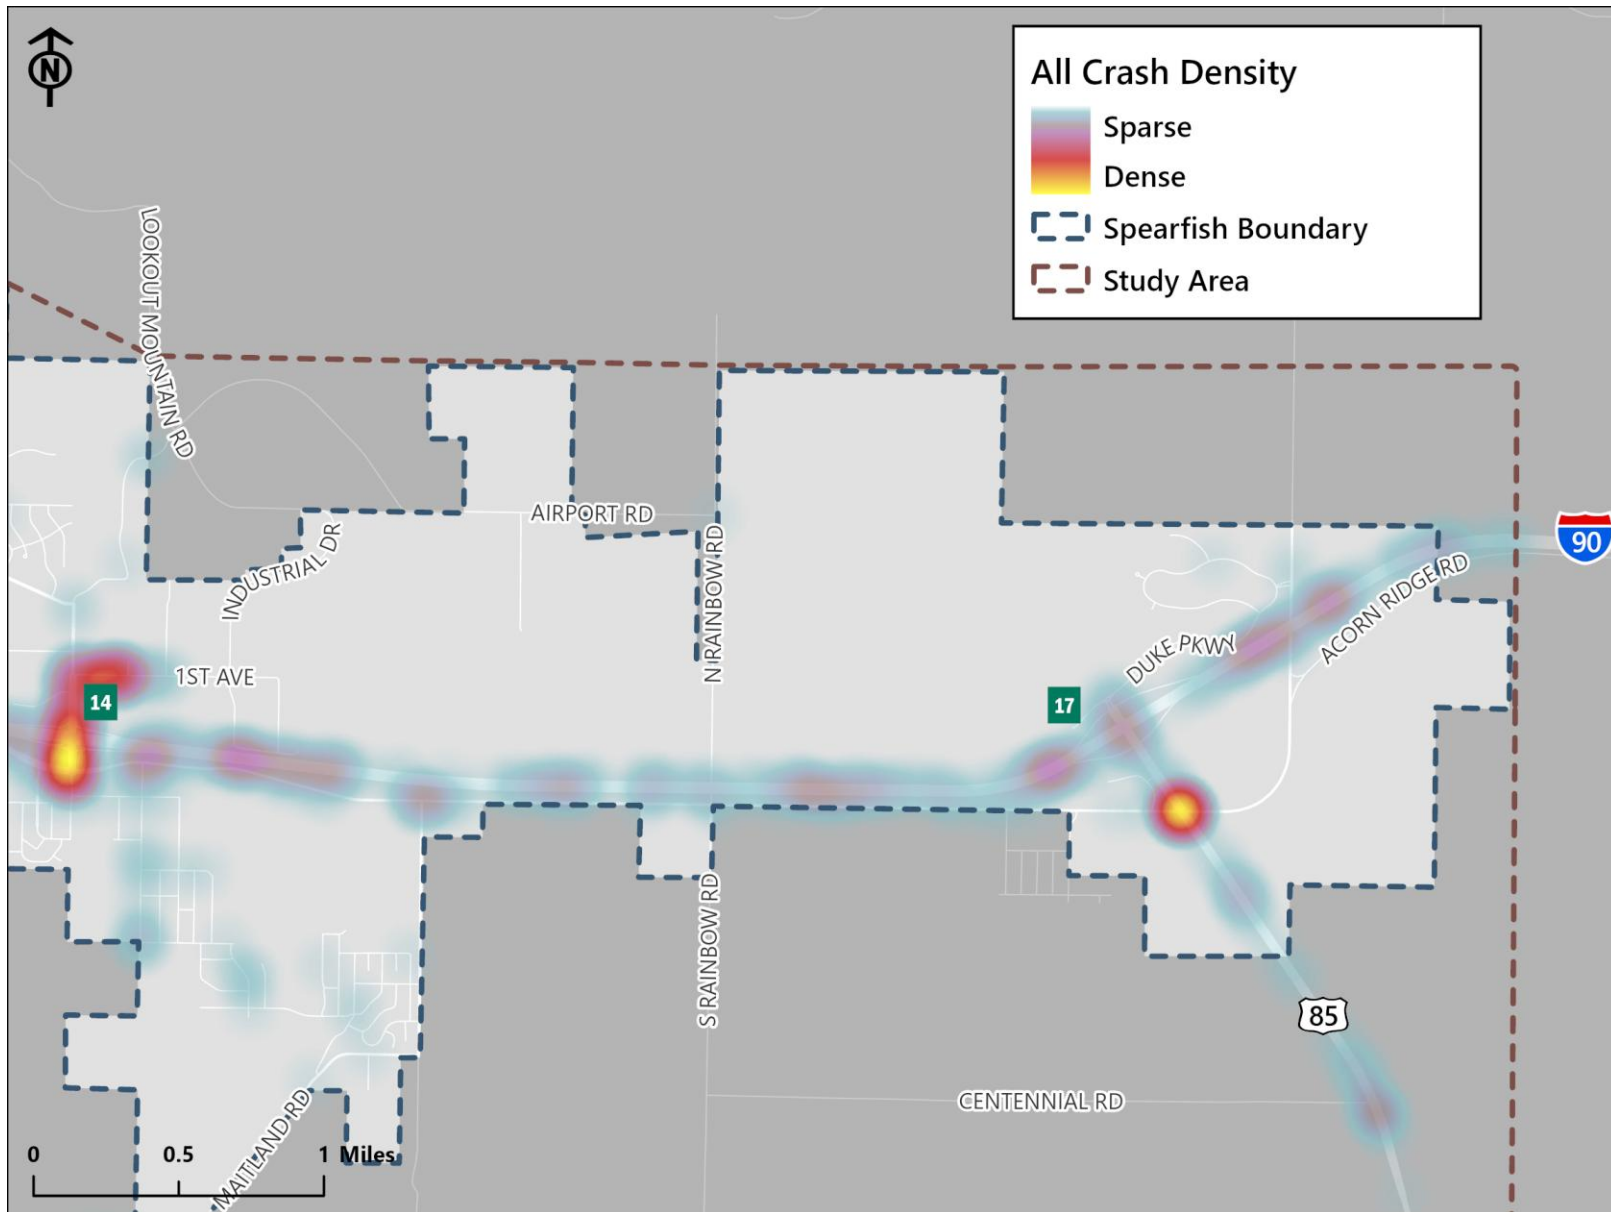 N
All Crash Density
Sparse
Dense
Spearfish Boundary
Study Area
LOOKOUT MOUNTAIN RD
AIRPORT RD
INDUSTRIAL DR
N RAINBOW RD
90
ACORN RIDGE RD
DUKE PKWY
1ST AVE
14
17
S RAINBOW RD
85
CENTENNIAL RD
MAITLAND RD
0 0.5 1 Miles